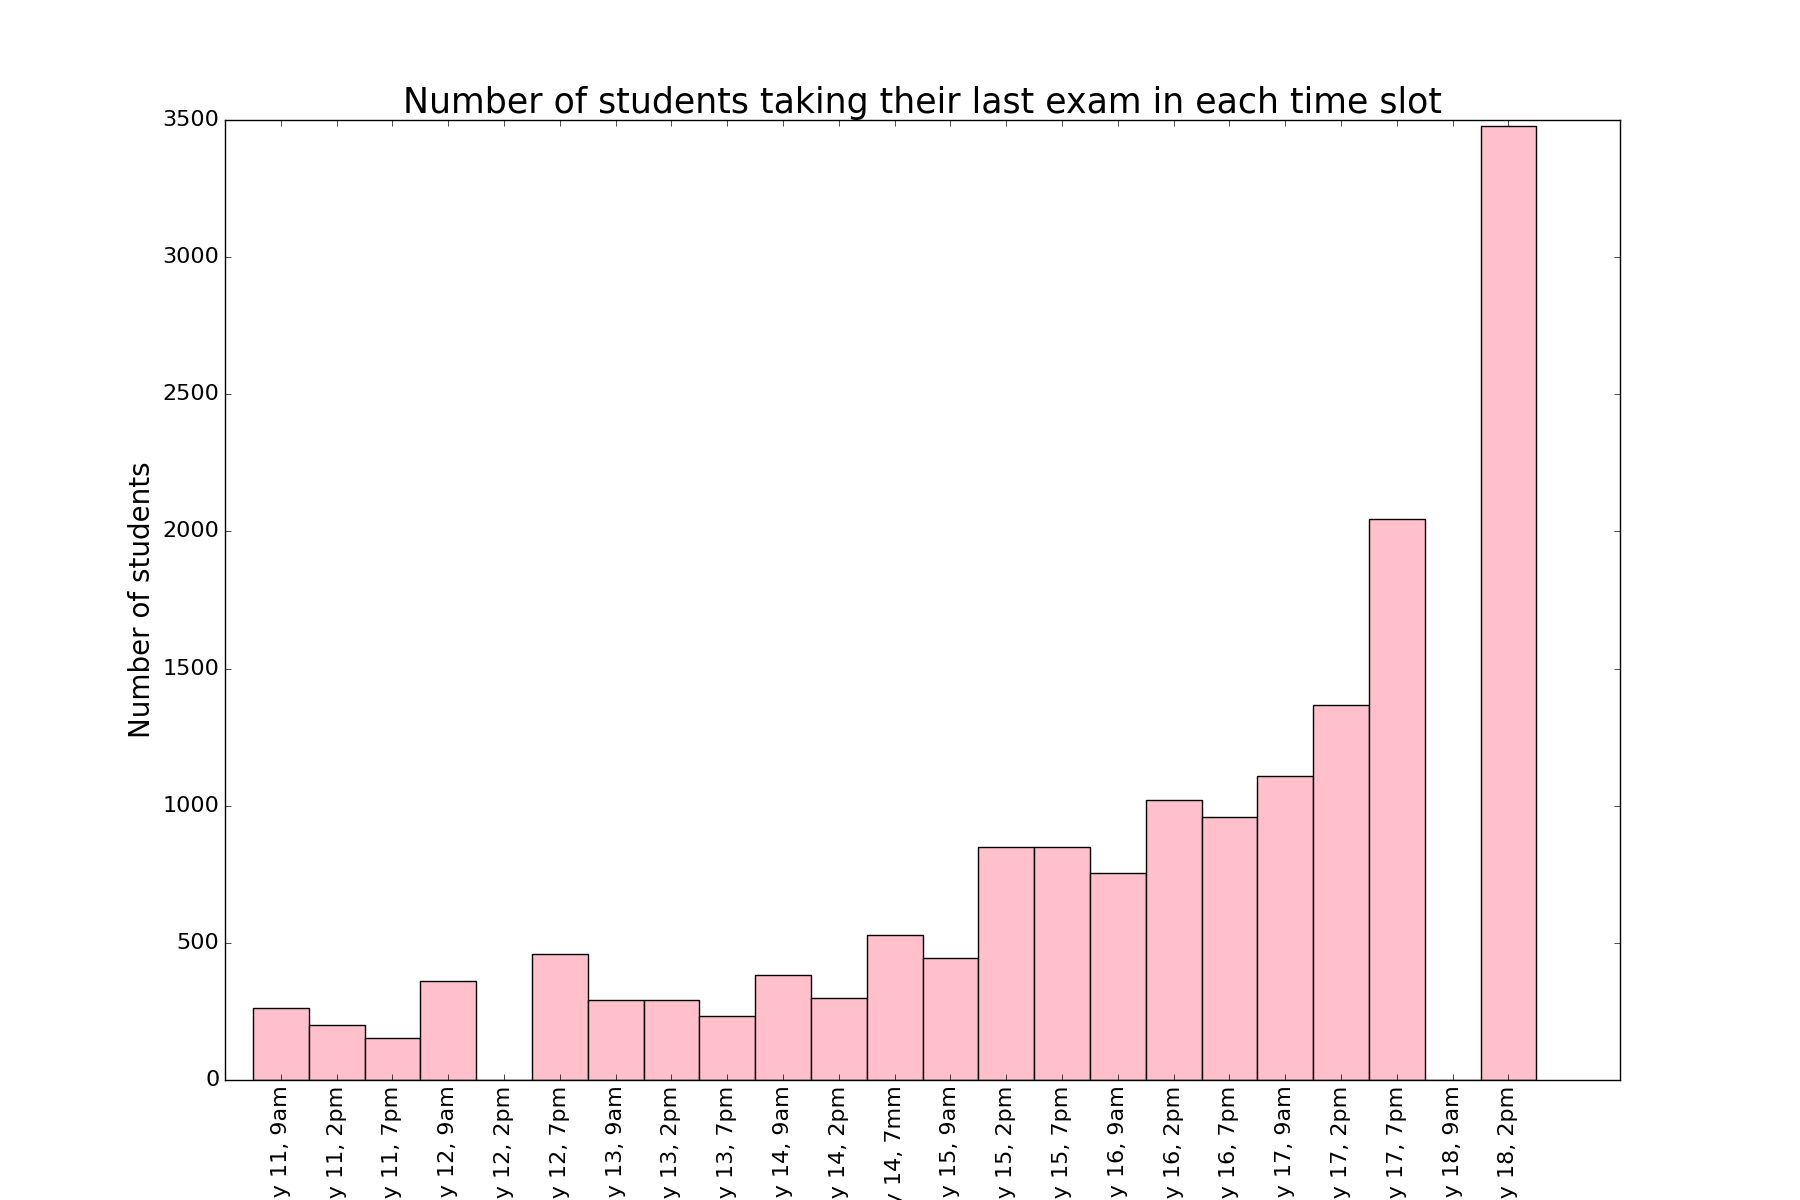 Number of students taking their last exam in each time slot
Number of students
3500
3000
2500
2000
1500
1000
500
0
y 11, 9am
y 11, 2pm
y 11, 7pm
y 12, 9am
y 12, 2pm
y 12, 7pm
y 13, 9am
y 13, 2pm
y 13, 7pm
y 14, 9am
y 14, 2pm
y 14, 7mm
y 15, 9am
y 15, 2pm
y 15, 7pm
y 16, 9am
y 16, 2pm
y 16, 7pm
y 17, 9am
y 17, 2pm
y 17, 7pm
y 18, 9am
y 18, 2pm